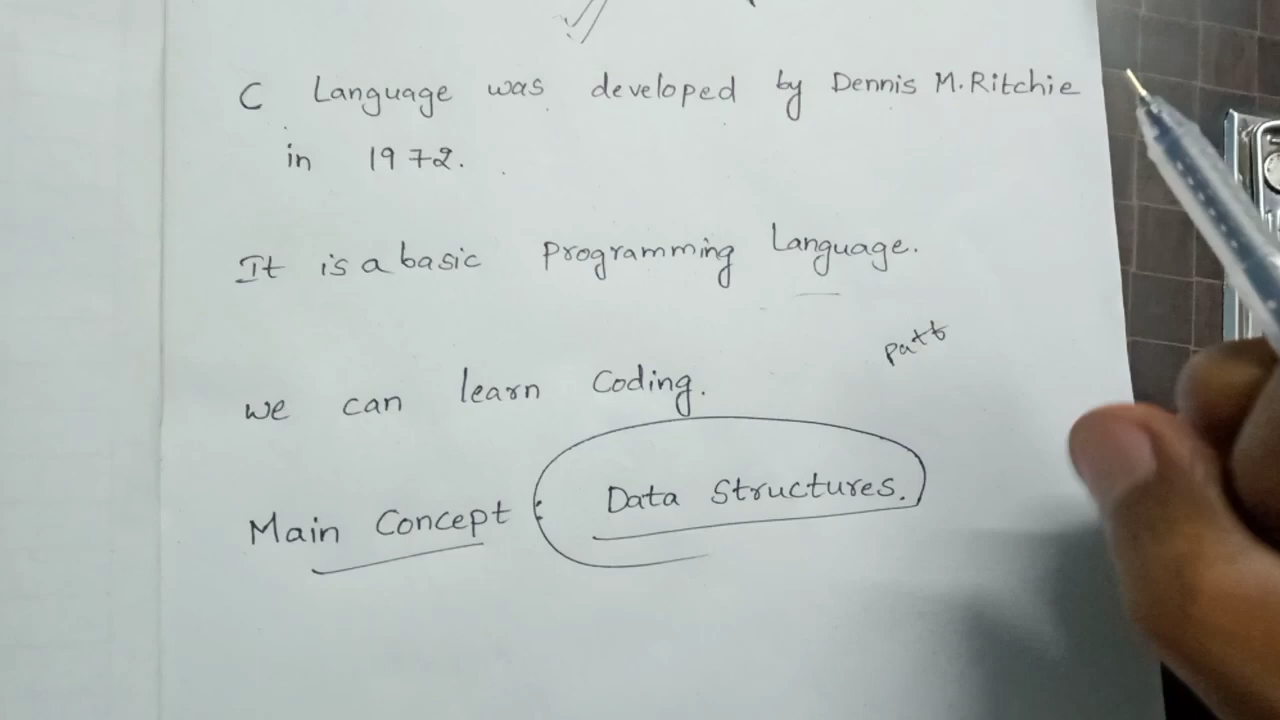 C Language was developed by Dennis M. Ritchie
in 1972.
It is a basic Programming Language.
Patt
we can learn Coding.
Main Concept : Data Structures.